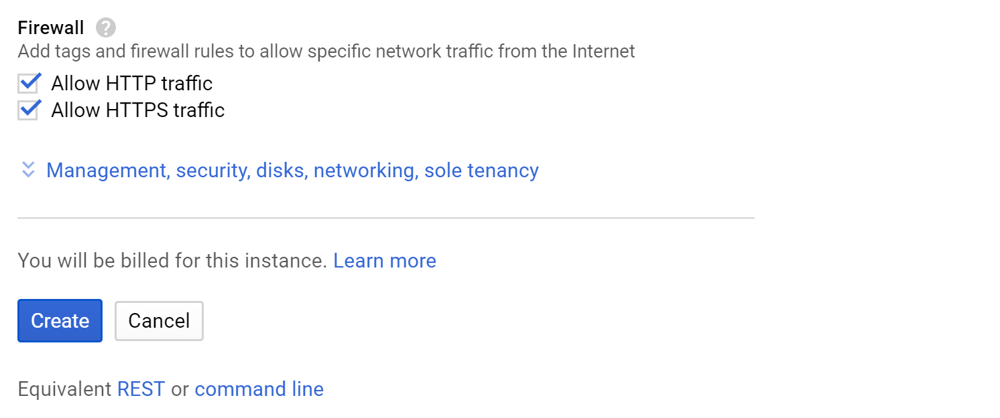 Firewall ?
Add tags and firewall rules to allow specific network traffic from the Internet
Allow HTTP traffic
Allow HTTPS traffic
Management, security, disks, networking, sole tenancy
You will be billed for this instance. Learn more
Create Cancel
Equivalent REST or command line